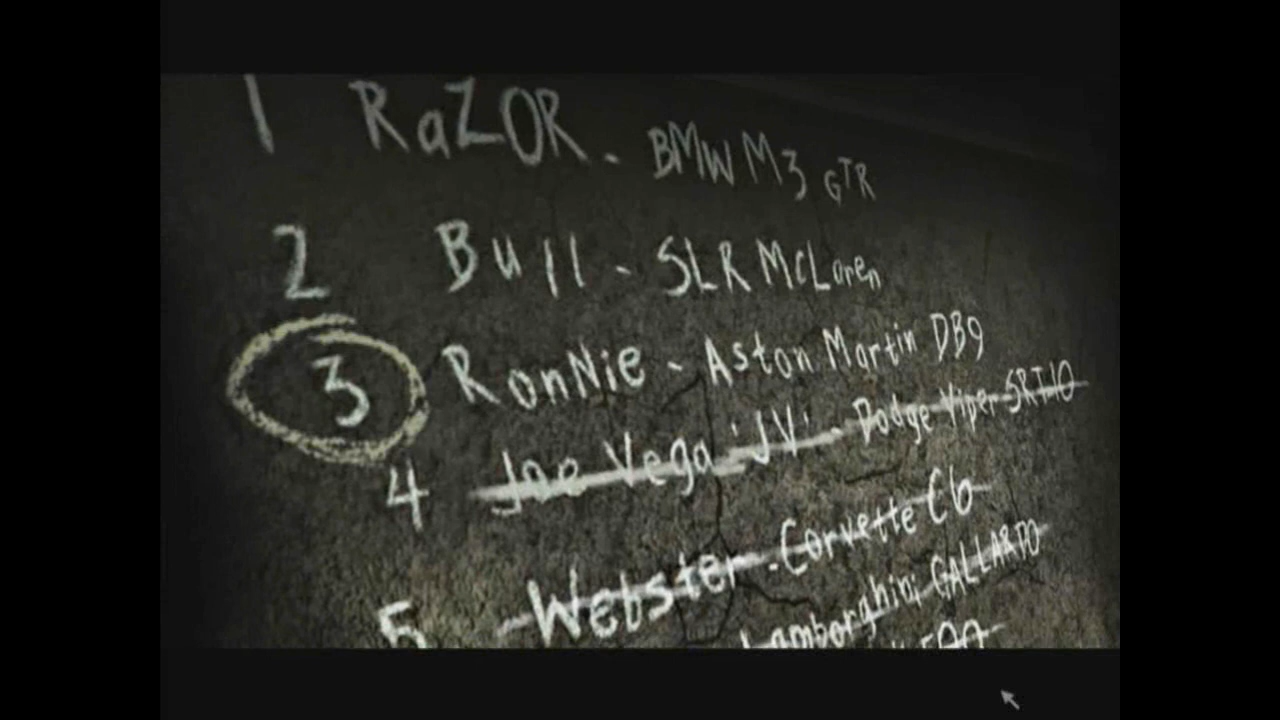 1 RaZOR. BMW M3 GTR
2 Bull - SLR McLaren
3 RonNie - Aston Martin DB9
4 Joe Vega 'JV' - Dodge Viper SRT10
5 Webster - Corvette C6
Lamborghini GALLARDO